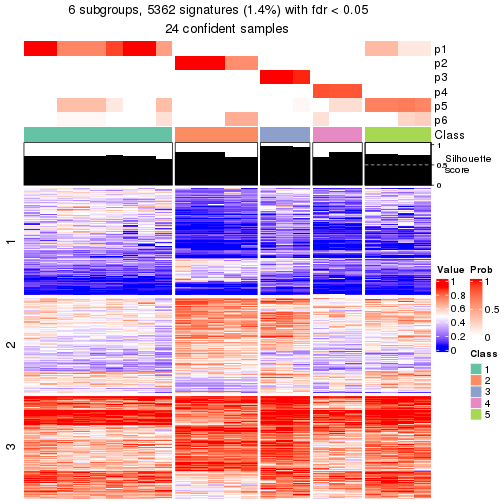 6 subgroups, 5362 signatures (1.4%) with fdr < 0.05
24 confident samples
p1
p2
p3
p4
p5
p6
Class
1
0.5
0
Silhouette
score
1
2
3
Value
1
0.8
0.6
0.4
0.2
0
Prob
1
0.5
0
Class
1
2
3
4
5